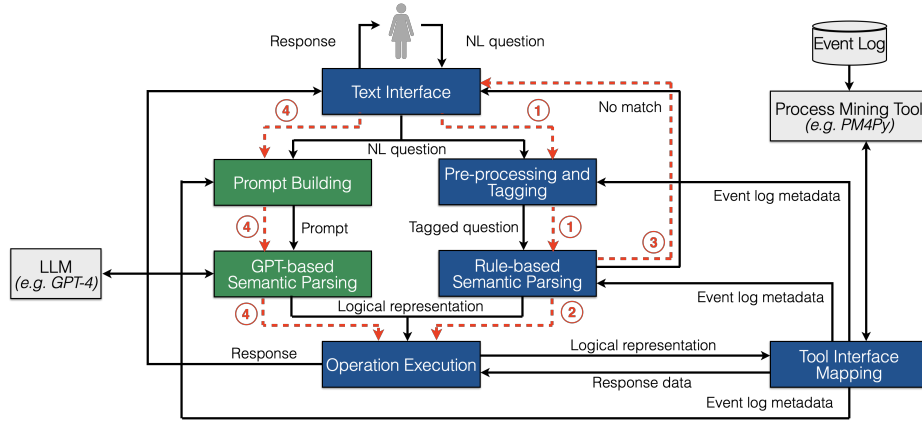 Response
NL question
Event Log
Text Interface
No match
Process Mining Tool
(e.g. PM4Py)
4
1
NL question
Prompt Building
Pre-processing and
Tagging
Event log metadata
4
Prompt
Tagged question
1
3
LLM
(e.g. GPT-4)
GPT-based
Semantic Parsing
Rule-based
Semantic Parsing
Event log metadata
4
Logical representation
2
Response
Operation Execution
Logical representation
Response data
Tool Interface
Mapping
Event log metadata